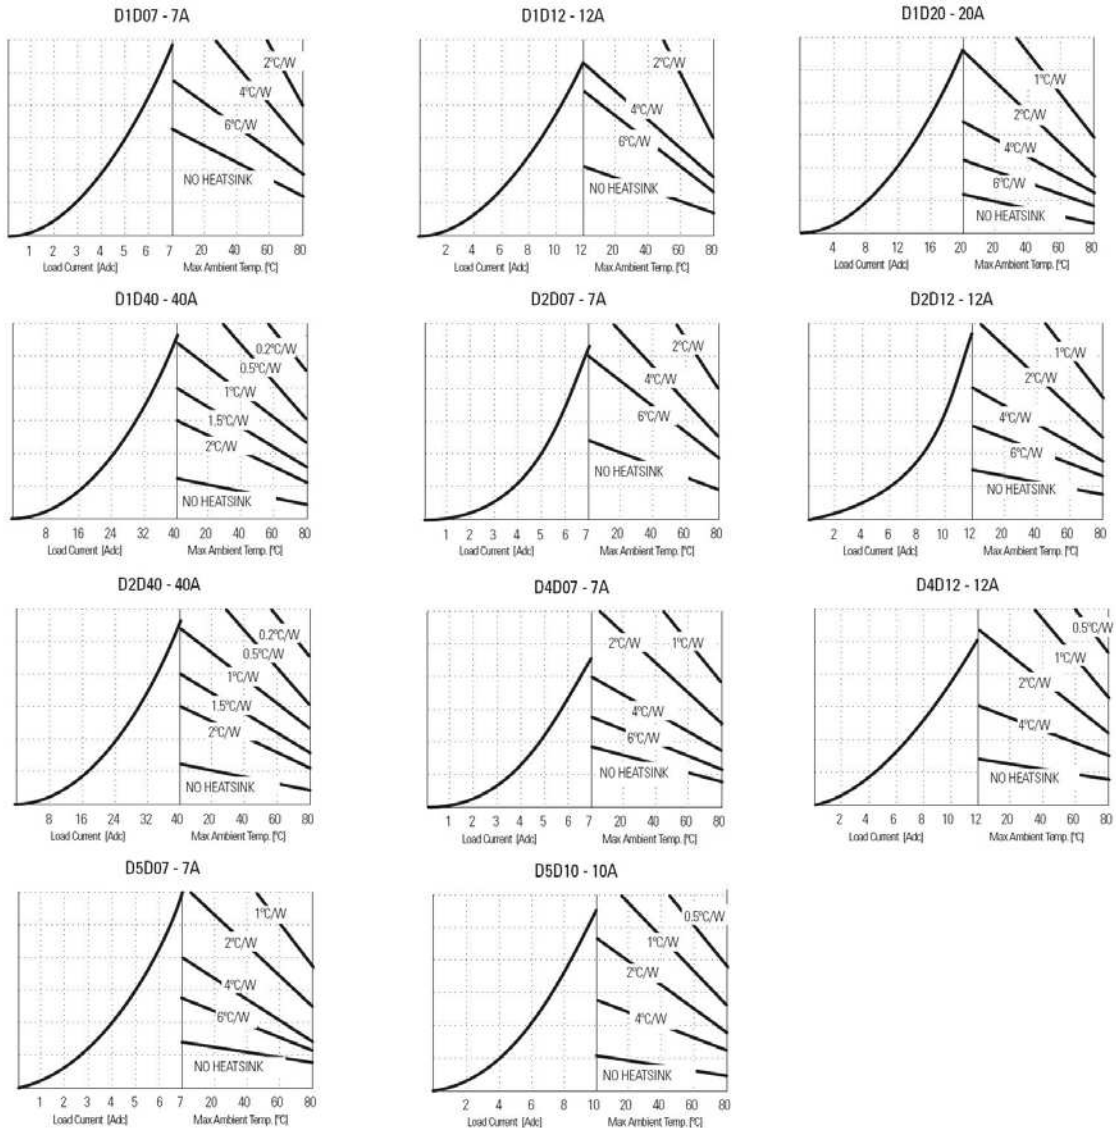 D1D07 - 7A
2°C/W
4°C/W
6°C/W
NO HEATSINK
1 2 3 4 5 6 7 20 40 60 80
Load Current [Adc] Max Ambient Temp. [°C]
D1D12 - 12A
2°C/W
4°C/W
6°C/W
NO HEATSINK
2 4 6 8 10 12 20 40 60 80
Load Current [Adc] Max Ambient Temp. [°C]
D1D20 - 20A
1°C/W
2°C/W
4°C/W
6°C/W
NO HEATSINK
4 8 12 16 20 20 40 60 80
Load Current [Adc] Max Ambient Temp. [°C]
D1D40 - 40A
0.2°C/W
0.5°C/W
1°C/W
1.5°C/W
2°C/W
NO HEATSINK
8 16 24 32 40 20 40 60 80
Load Current [Adc] Max Ambient Temp. [°C]
D2D07 - 7A
2°C/W
4°C/W
6°C/W
NO HEATSINK
1 2 3 4 5 6 7 20 40 60 80
Load Current [Adc] Max Ambient Temp. [°C]
D2D12 - 12A
1°C/W
2°C/W
4°C/W
6°C/W
NO HEATSINK
2 4 6 8 10 12 20 40 60 80
Load Current [Adc] Max Ambient Temp. [°C]
D2D40 - 40A
0.2°C/W
0.5°C/W
1°C/W
1.5°C/W
2°C/W
NO HEATSINK
8 16 24 32 40 20 40 60 80
Load Current [Adc] Max Ambient Temp. [°C]
D4D07 - 7A
2°C/W 1°C/W
4°C/W
6°C/W
NO HEATSINK
1 2 3 4 5 6 7 20 40 60 80
Load Current [Adc] Max Ambient Temp. [°C]
D4D12 - 12A
0.5°C/W
1°C/W
2°C/W
4°C/W
NO HEATSINK
2 4 6 8 10 12 20 40 60 80
Load Current [Adc] Max Ambient Temp. [°C]
D5D07 - 7A
1°C/W
2°C/W
4°C/W
6°C/W
NO HEATSINK
1 2 3 4 5 6 7 20 40 60 80
Load Current [Adc] Max Ambient Temp. [°C]
D5D10 - 10A
0.5°C/W
1°C/W
2°C/W
4°C/W
NO HEATSINK
2 4 6 8 10 20 40 60 80
Load Current [Adc] Max Ambient Temp. [°C]